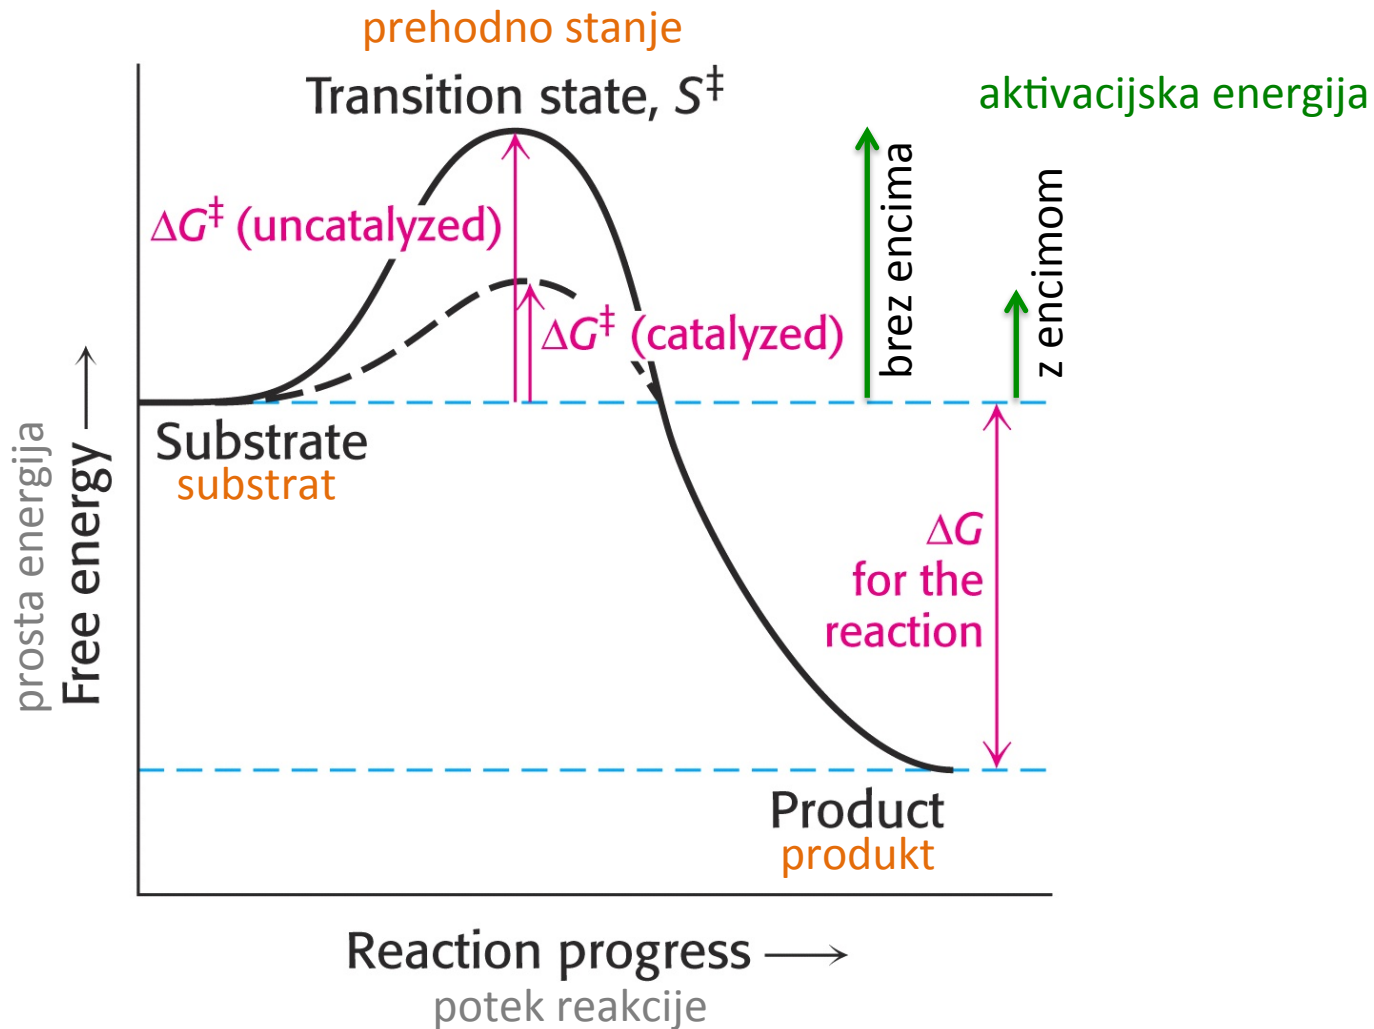 prehodno stanje
Transition state, S‡
aktivacijska energija
brez encima
z encimom
ΔG‡ (uncatalyzed)
ΔG‡ (catalyzed)
Substrate
substrat
prosta energija
Free energy
ΔG
for the
reaction
Product
produkt
Reaction progress
potek reakcije